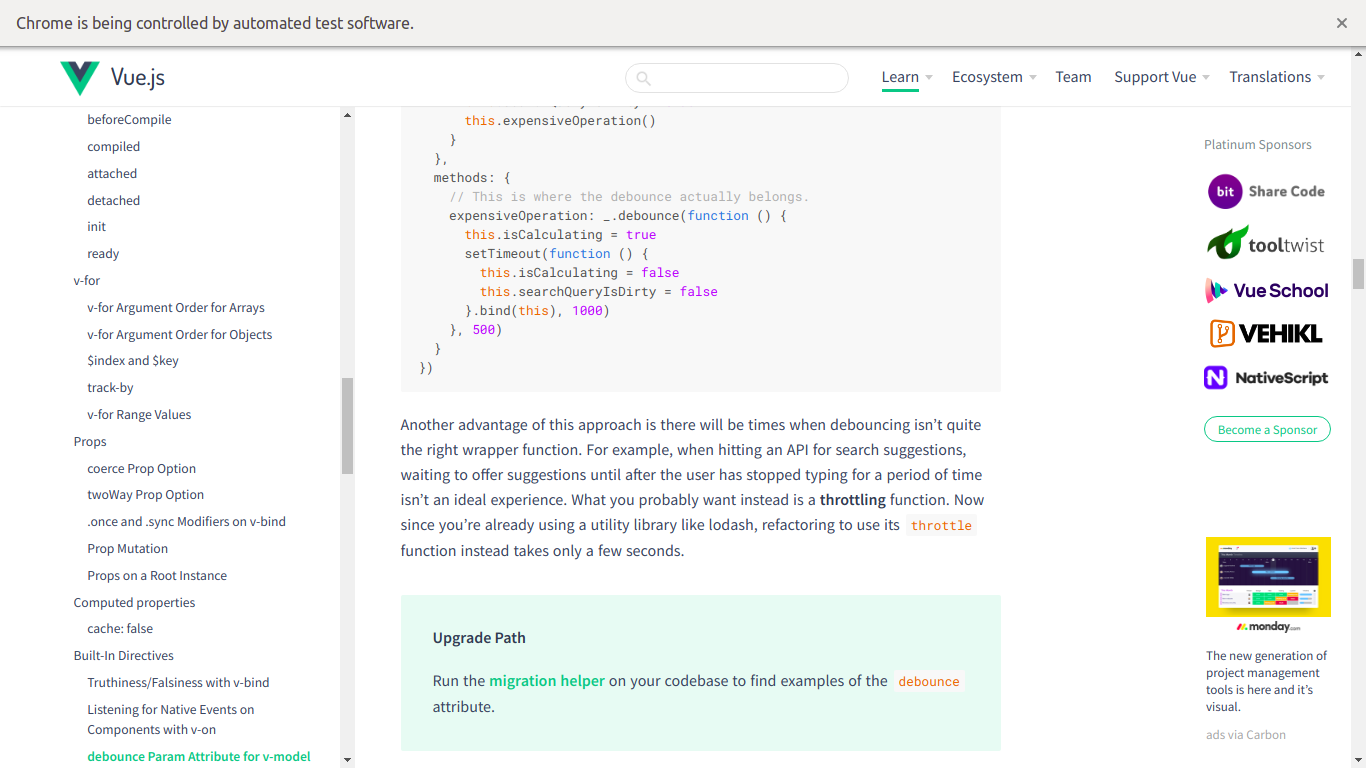 Chrome is being controlled by automated test software.
Vue.js
Learn
Ecosystem
Team
Support Vue
Translations
beforeCompile
compiled
attached
detached
init
ready
v-for
v-for Argument Order for Arrays
v-for Argument Order for Objects
$index and $key
track-by
v-for Range Values
Props
coerce Prop Option
twoWay Prop Option
.once and .sync Modifiers on v-bind
Prop Mutation
Props on a Root Instance
Computed properties
cache: false
Built-In Directives
Truthiness/Falsiness with v-bind
Listening for Native Events on
Components with v-on
debounce Param Attribute for v-model
this.expensiveOperation()
}
},
methods: {
// This is where the debounce actually belongs.
expensiveOperation: _.debounce(function () {
this.isCalculating = true
setTimeout(function () {
this.isCalculating = false
this.searchQueryIsDirty = false
}.bind(this), 1000)
}, 500)
}
})
Another advantage of this approach is there will be times when debouncing isn’t quite
the right wrapper function. For example, when hitting an API for search suggestions,
waiting to offer suggestions until after the user has stopped typing for a period of time
isn’t an ideal experience. What you probably want instead is a throttling function. Now
since you’re already using a utility library like lodash, refactoring to use its throttle
function instead takes only a few seconds.
Upgrade Path
Run the migration helper on your codebase to find examples of the debounce
attribute.
Platinum Sponsors
bit Share Code
tooltwist
Vue School
VEHIKL
N NativeScript
Become a Sponsor
monday.com
The new generation of
project management
tools is here and it’s
visual.
ads via Carbon